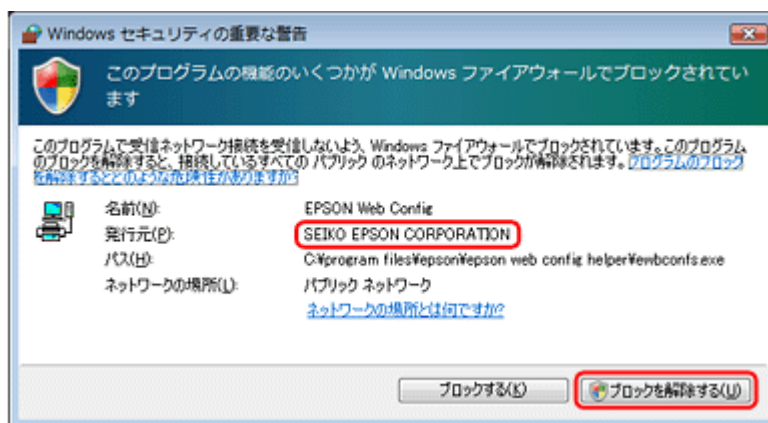 Windows セキュリティの重要な警告
このプログラムの機能のいくつかが Windows ファイアウォールでブロックされてい
ます
このプログラムで受信ネットワーク接続を受信しないよう、Windows ファイアウォールでブロックされています。このプログラム
のブロックを解除すると、接続しているすべての パブリック のネットワーク上でブロックが解除されます。プログラムのブロック
を解除するとどのような危険性がありますか?
名前(N): EPSON Web Config
発行元(P): SEIKO EPSON CORPORATION
パス(H): C:¥program files¥epson¥epson web config helper¥ewbconfs.exe
ネットワークの場所(L): パブリック ネットワーク
ネットワークの場所とは何ですか?
ブロックする(K) ブロックを解除する(U)